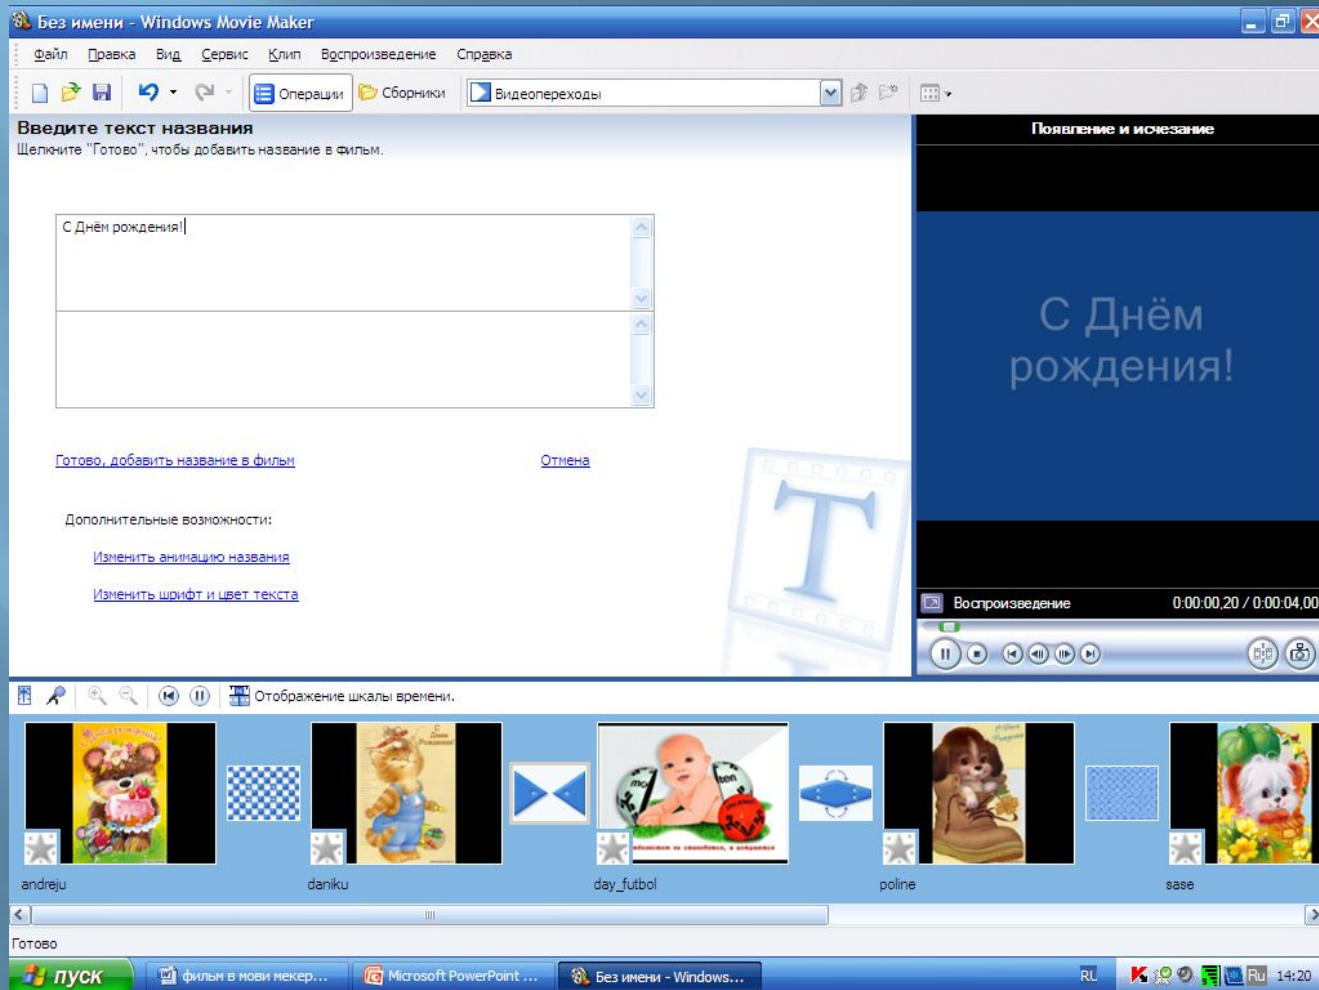 Без имени - Windows Movie Maker
Файл Правка Вид Сервис Клип Воспроизведение Справка
Операции Сборники Видеопереходы
Введите текст названия
Щелкните "Готово", чтобы добавить название в фильм.
С Днём рождения!
Готово, добавить название в фильм Отмена
Дополнительные возможности:
Изменить анимацию названия
Изменить шрифт и цвет текста
T
Появление и исчезание
С Днём
рождения!
Воспроизведение 0:00:00,20 / 0:00:04,00
Отображение шкалы времени.
andreju daniku day_futbol poline sase
Готово
пуск фильм в мови мекер... Microsoft PowerPoint ... Без имени - Windows... RU Ru 14:20